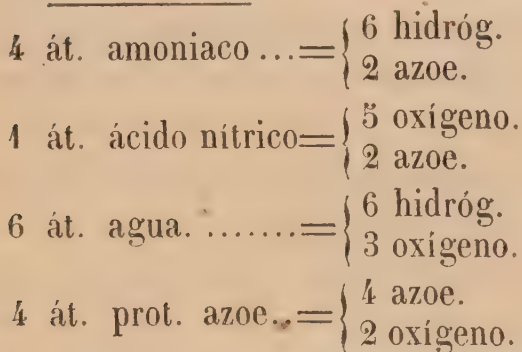 4 át. amoniaco ...= { 6 hidróg.
2 azoe.
1 át. ácido nítrico= { 5 oxígeno.
2 azoe.
6 át. agua. .......= { 6 hidróg.
3 oxígeno.
4 át. prot. azoe..= { 4 azoe.
2 oxígeno.